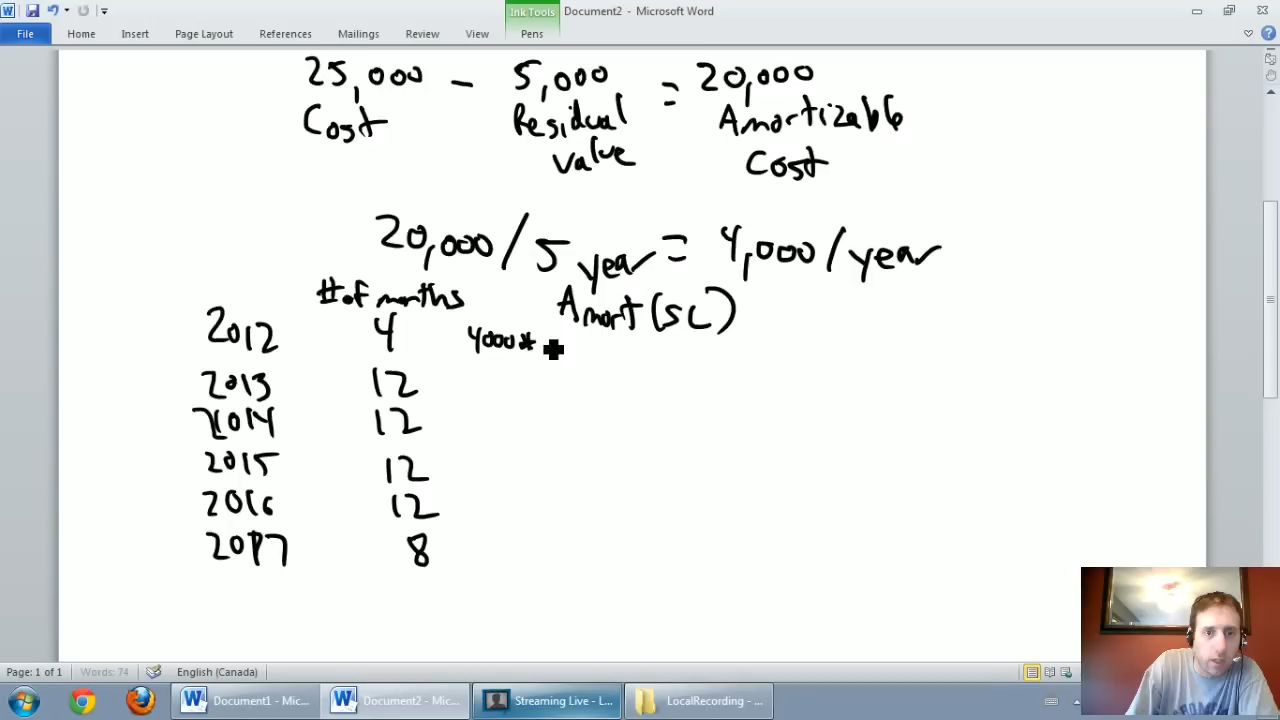 Ink Tools
Document2 - Microsoft Word
File Home Insert Page Layout References Mailings Review View Pens
25,000 - 5,000 = 20,000
Cost Residual Value Amortizable Cost
20,000 / 5 year = 4,000 / year
# of months Amort (SL)
2012 4 4000*
2013 12
2014 12
2015 12
2016 12
2017 8
Page: 1 of 1 Words: 74 English (Canada)
Document1 - Mic... Document2 - Mic... Streaming Live - L... LocalRecording - ...